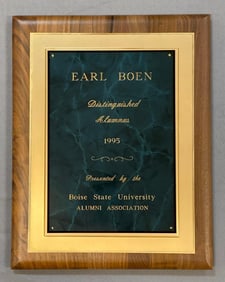 EARL BOEN
Distinguished
Alumnus
1995
Presented by the
Boise State University
ALUMNI ASSOCIATION